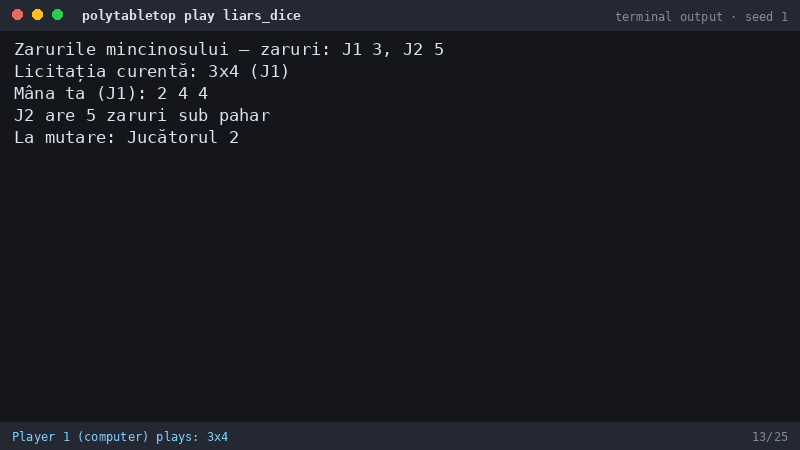 polytabletop play liars_dice
terminal output · seed 1
Zarurile mincinosului — zaruri: J1 3, J2 5
Licitația curentă: 3x4 (J1)
Mâna ta (J1): 2 4 4
J2 are 5 zaruri sub pahar
La mutare: Jucătorul 2
Player 1 (computer) plays: 3x4
13/25